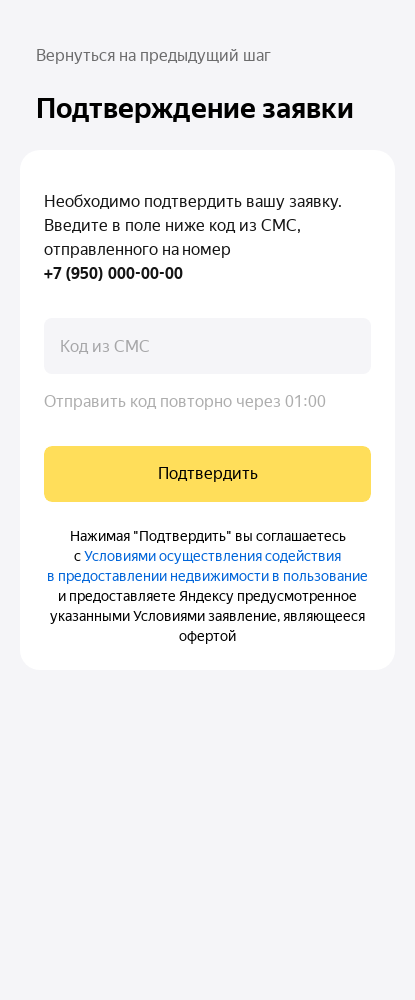 Вернуться на предыдущий шаг
Подтверждение заявки
Необходимо подтвердить вашу заявку.
Введите в поле ниже код из СМС,
отправленного на номер
+7 (950) 000-00-00
Код из СМС
Отправить код повторно через 01:00
Подтвердить
Нажимая "Подтвердить" вы соглашаетесь
с Условиями осуществления содействия
в предоставлении недвижимости в пользование
и предоставляете Яндексу предусмотренное
указанными Условиями заявление, являющееся
офертой